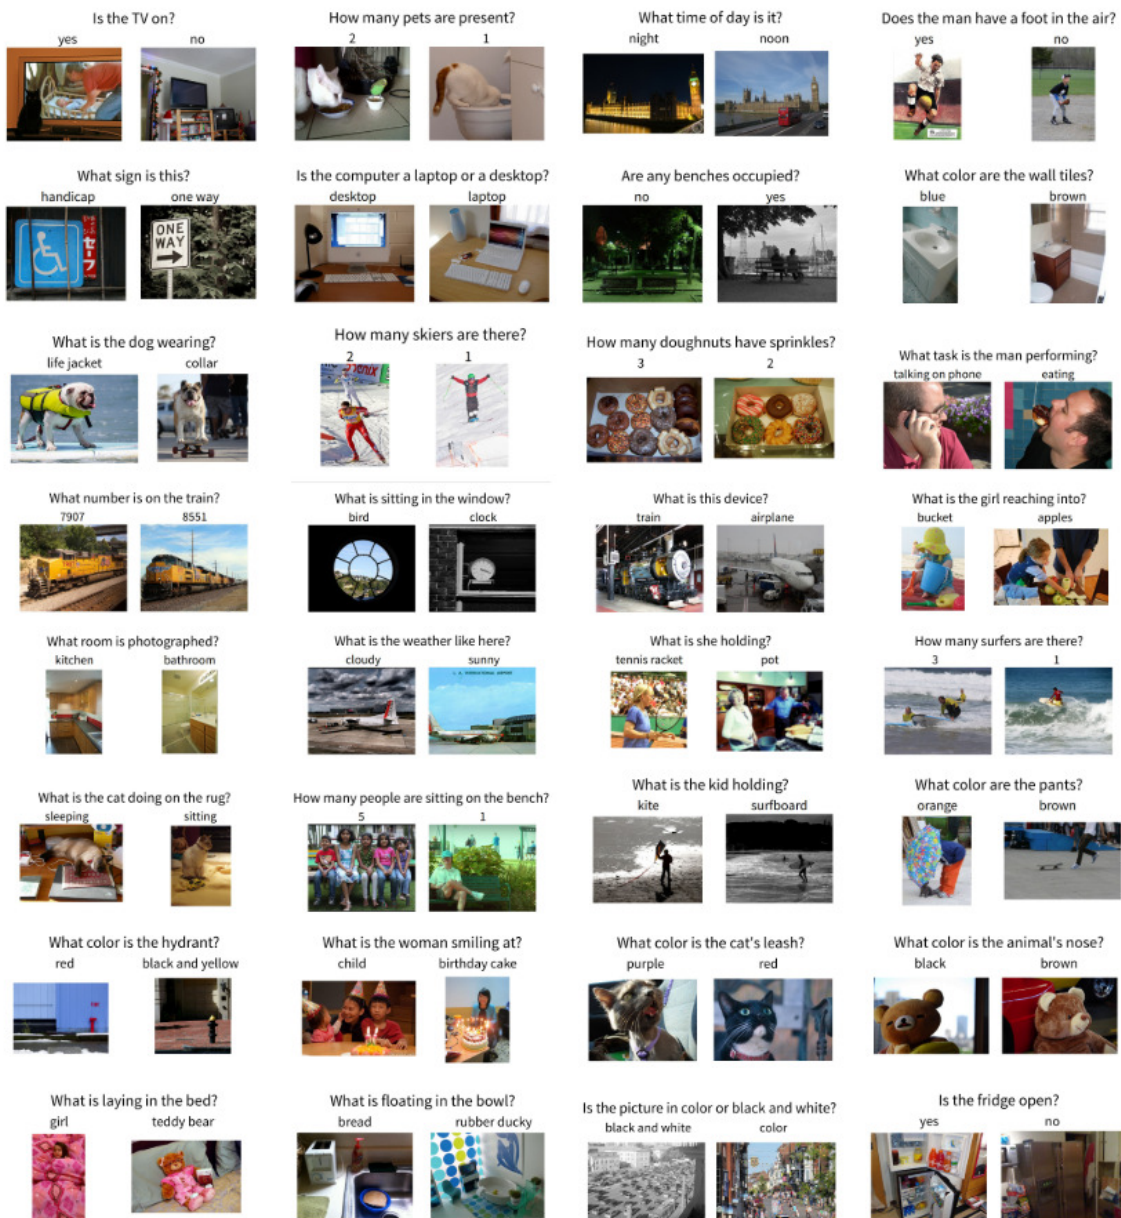 Is the TV on?
yes no
How many pets are present?
2 1
What time of day is it?
night noon
Does the man have a foot in the air?
yes no
What sign is this?
handicap one way
セーフ
ONE
WAY
Is the computer a laptop or a desktop?
desktop laptop
Are any benches occupied?
no yes
What color are the wall tiles?
blue brown
What is the dog wearing?
life jacket collar
How many skiers are there?
2 1
How many doughnuts have sprinkles?
3 2
What task is the man performing?
talking on phone eating
What number is on the train?
7907 8551
What is sitting in the window?
bird clock
What is this device?
train airplane
What is the girl reaching into?
bucket apples
What room is photographed?
kitchen bathroom
What is the weather like here?
cloudy sunny
What is she holding?
tennis racket pot
How many surfers are there?
3 1
What is the cat doing on the rug?
sleeping sitting
How many people are sitting on the bench?
5 1
What is the kid holding?
kite surfboard
What color are the pants?
orange brown
What color is the hydrant?
red black and yellow
What is the woman smiling at?
child birthday cake
What color is the cat's leash?
purple red
What color is the animal's nose?
black brown
What is laying in the bed?
girl teddy bear
What is floating in the bowl?
bread rubber ducky
Is the picture in color or black and white?
black and white color
Is the fridge open?
yes no